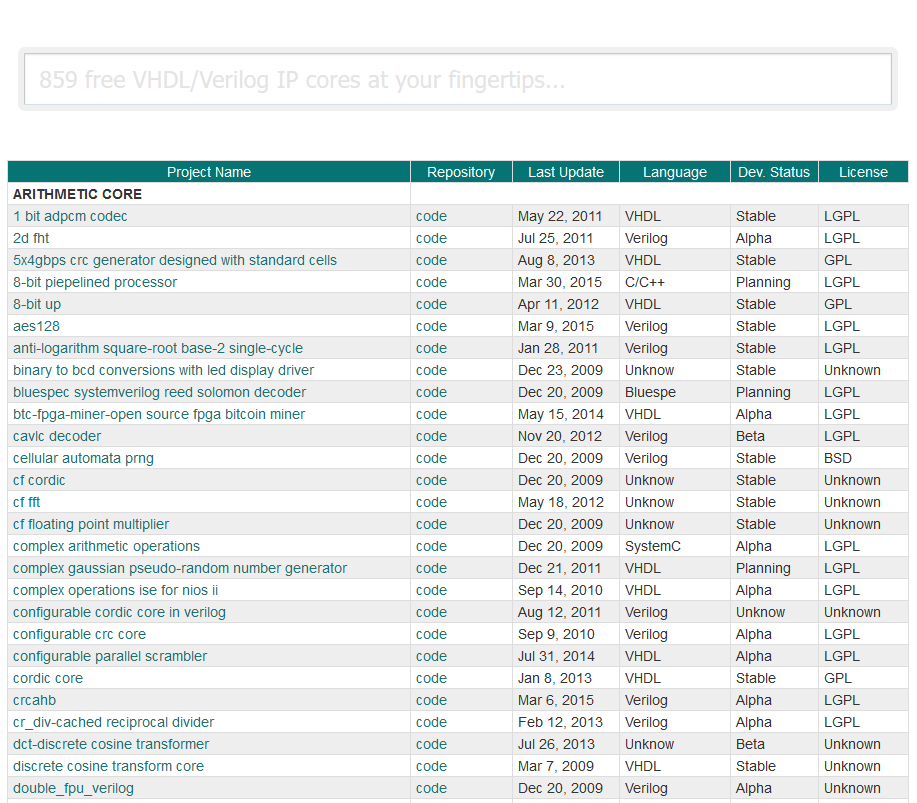 859 free VHDL/Verilog IP cores at your fingertips...
Project Name Repository Last Update Language Dev. Status License
ARITHMETIC CORE
1 bit adpcm codec code May 22, 2011 VHDL Stable LGPL
2d fht code Jul 25, 2011 Verilog Alpha LGPL
5x4gbps crc generator designed with standard cells code Aug 8, 2013 VHDL Stable GPL
8-bit piepelined processor code Mar 30, 2015 C/C++ Planning LGPL
8-bit up code Apr 11, 2012 VHDL Stable GPL
aes128 code Mar 9, 2015 Verilog Stable LGPL
anti-logarithm square-root base-2 single-cycle code Jan 28, 2011 Verilog Stable LGPL
binary to bcd conversions with led display driver code Dec 23, 2009 Unknow Stable Unknown
bluespec systemverilog reed solomon decoder code Dec 20, 2009 Bluespe Planning LGPL
btc-fpga-miner-open source fpga bitcoin miner code May 15, 2014 VHDL Alpha LGPL
cavlc decoder code Nov 20, 2012 Verilog Beta LGPL
cellular automata prng code Dec 20, 2009 Verilog Stable BSD
cf cordic code Dec 20, 2009 Unknow Stable Unknown
cf fft code May 18, 2012 Unknow Stable Unknown
cf floating point multiplier code Dec 20, 2009 Unknow Stable Unknown
complex arithmetic operations code Dec 20, 2009 SystemC Alpha LGPL
complex gaussian pseudo-random number generator code Dec 21, 2011 VHDL Planning LGPL
complex operations ise for nios ii code Sep 14, 2010 VHDL Alpha LGPL
configurable cordic core in verilog code Aug 12, 2011 Verilog Unknow Unknown
configurable crc core code Sep 9, 2010 Verilog Alpha LGPL
configurable parallel scrambler code Jul 31, 2014 VHDL Alpha LGPL
cordic core code Jan 8, 2013 VHDL Stable GPL
crcahb code Mar 6, 2015 Verilog Alpha LGPL
cr_div-cached reciprocal divider code Feb 12, 2013 Verilog Alpha LGPL
dct-discrete cosine transformer code Jul 26, 2013 Unknow Beta Unknown
discrete cosine transform core code Mar 7, 2009 VHDL Stable Unknown
double_fpu_verilog code Dec 20, 2009 Verilog Alpha Unknown